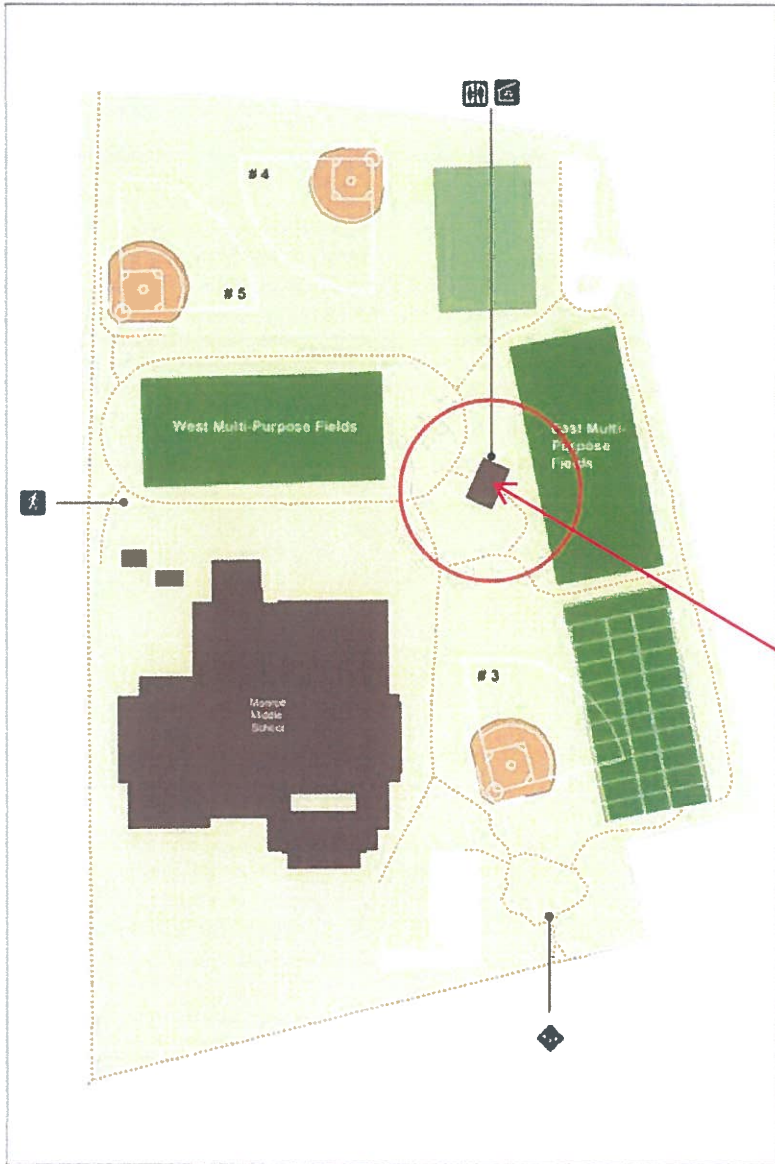 # 4
# 5
West Multi-Purpose Fields
East Multi-
Purpose
Fields
Monroe
Middle
School
# 3